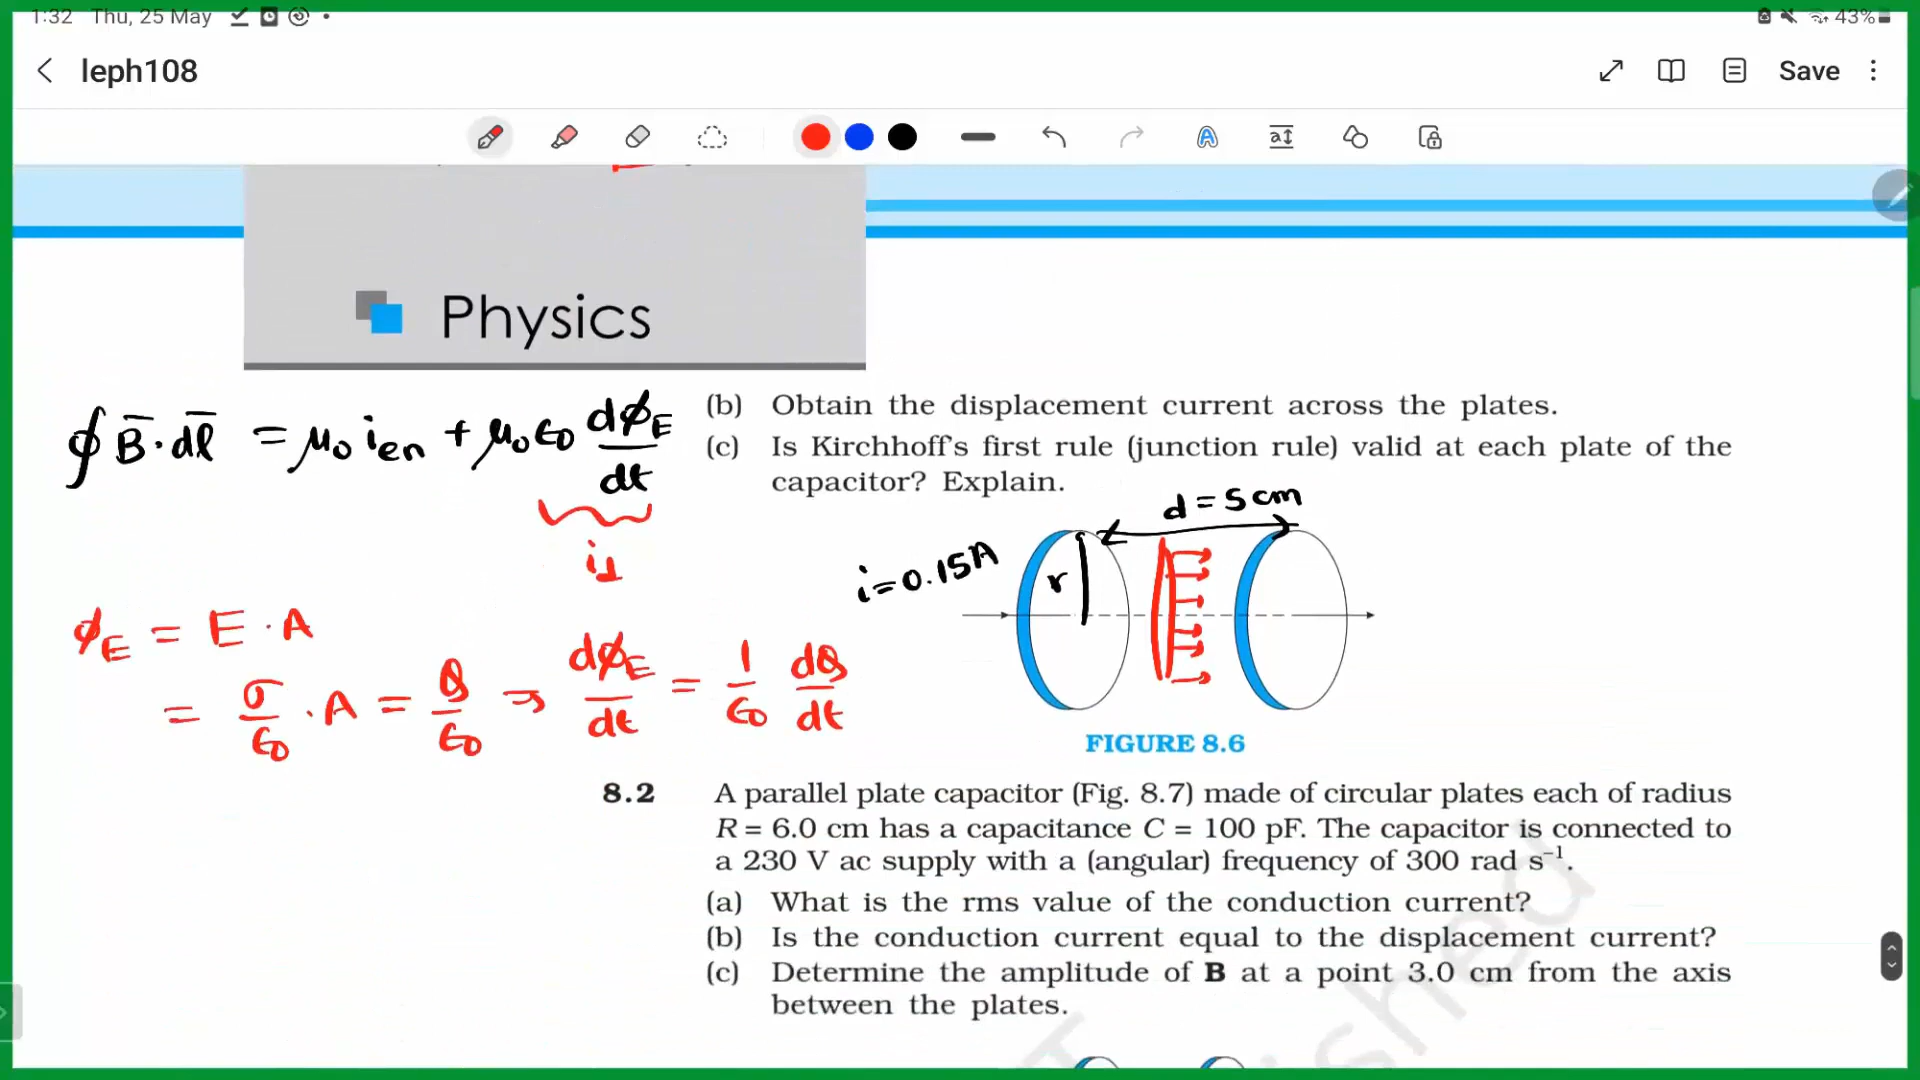 1:32 Thu, 25 May
43%
leph108
Save
Physics
∮ B̄·dl̄ = μ₀ i_en + μ₀ ε₀ dφ_E/dt
i_d
φ_E = E · A
= σ/ε₀ · A = Q/ε₀ ⇒ dφ_E/dt = 1/ε₀ dQ/dt
(b) Obtain the displacement current across the plates.
(c) Is Kirchhoff's first rule (junction rule) valid at each plate of the
capacitor? Explain.
d = 5 cm
i = 0.15A
r
FIGURE 8.6
8.2 A parallel plate capacitor (Fig. 8.7) made of circular plates each of radius
R = 6.0 cm has a capacitance C = 100 pF. The capacitor is connected to
a 230 V ac supply with a (angular) frequency of 300 rad s⁻¹.
(a) What is the rms value of the conduction current?
(b) Is the conduction current equal to the displacement current?
(c) Determine the amplitude of B at a point 3.0 cm from the axis
between the plates.